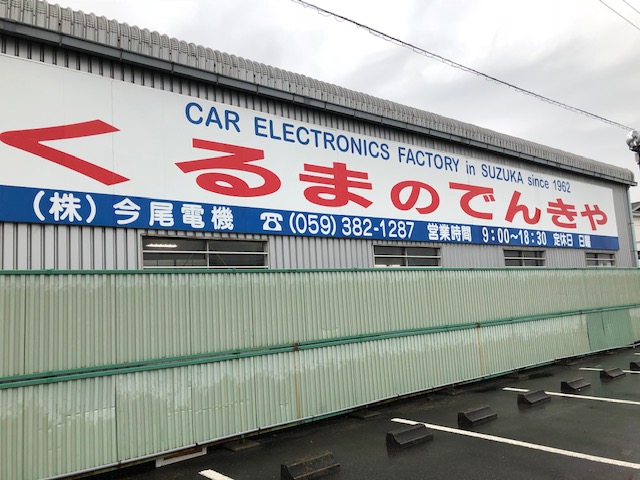 CAR ELECTRONICS FACTORY in SUZUKA since 1962
くるまのでんきや
(株)今尾電機 ☎(059)382-1287 営業時間 9:00~18:30 定休日 日曜